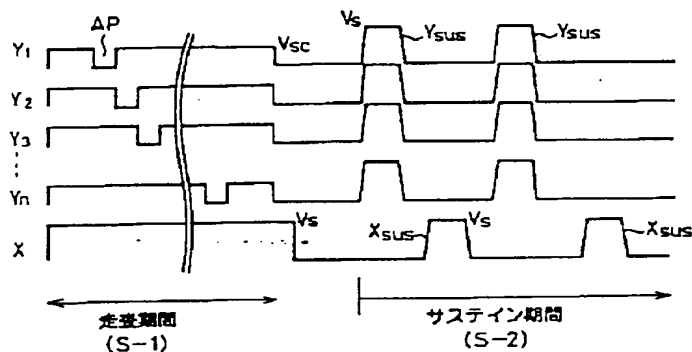 ΔP
Vs
Y1
Vsc
Ysus
Ysus
Y2
Y3
Yn
Vs
Vs
X
Xsus
Xsus
走査期間
(S-1)
サステイン期間
(S-2)